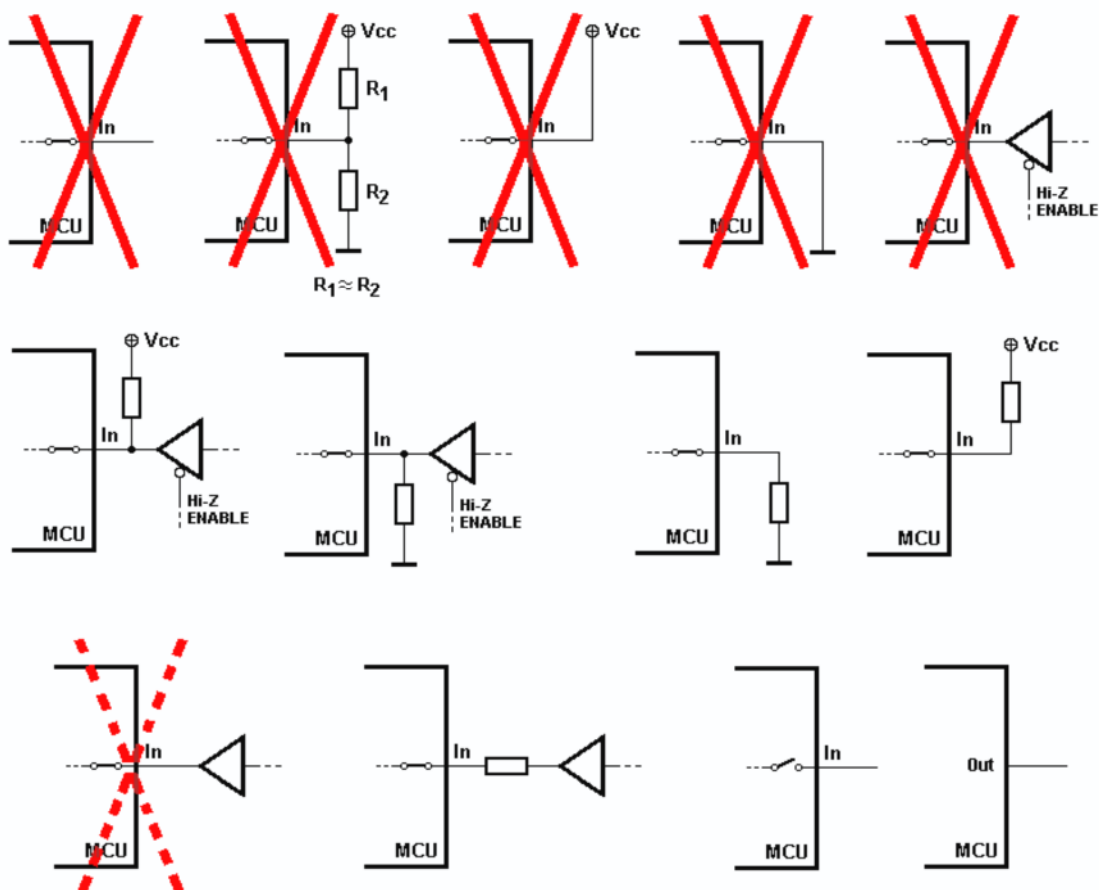 Vcc
Vcc
R1
In
In
In
In
In
R2
Hi-Z
ENABLE
MCU
MCU
MCU
MCU
MCU
R1 ≈ R2
Vcc
Vcc
In
In
In
In
Hi-Z
ENABLE
Hi-Z
ENABLE
MCU
MCU
MCU
MCU
In
In
In
Out
MCU
MCU
MCU
MCU